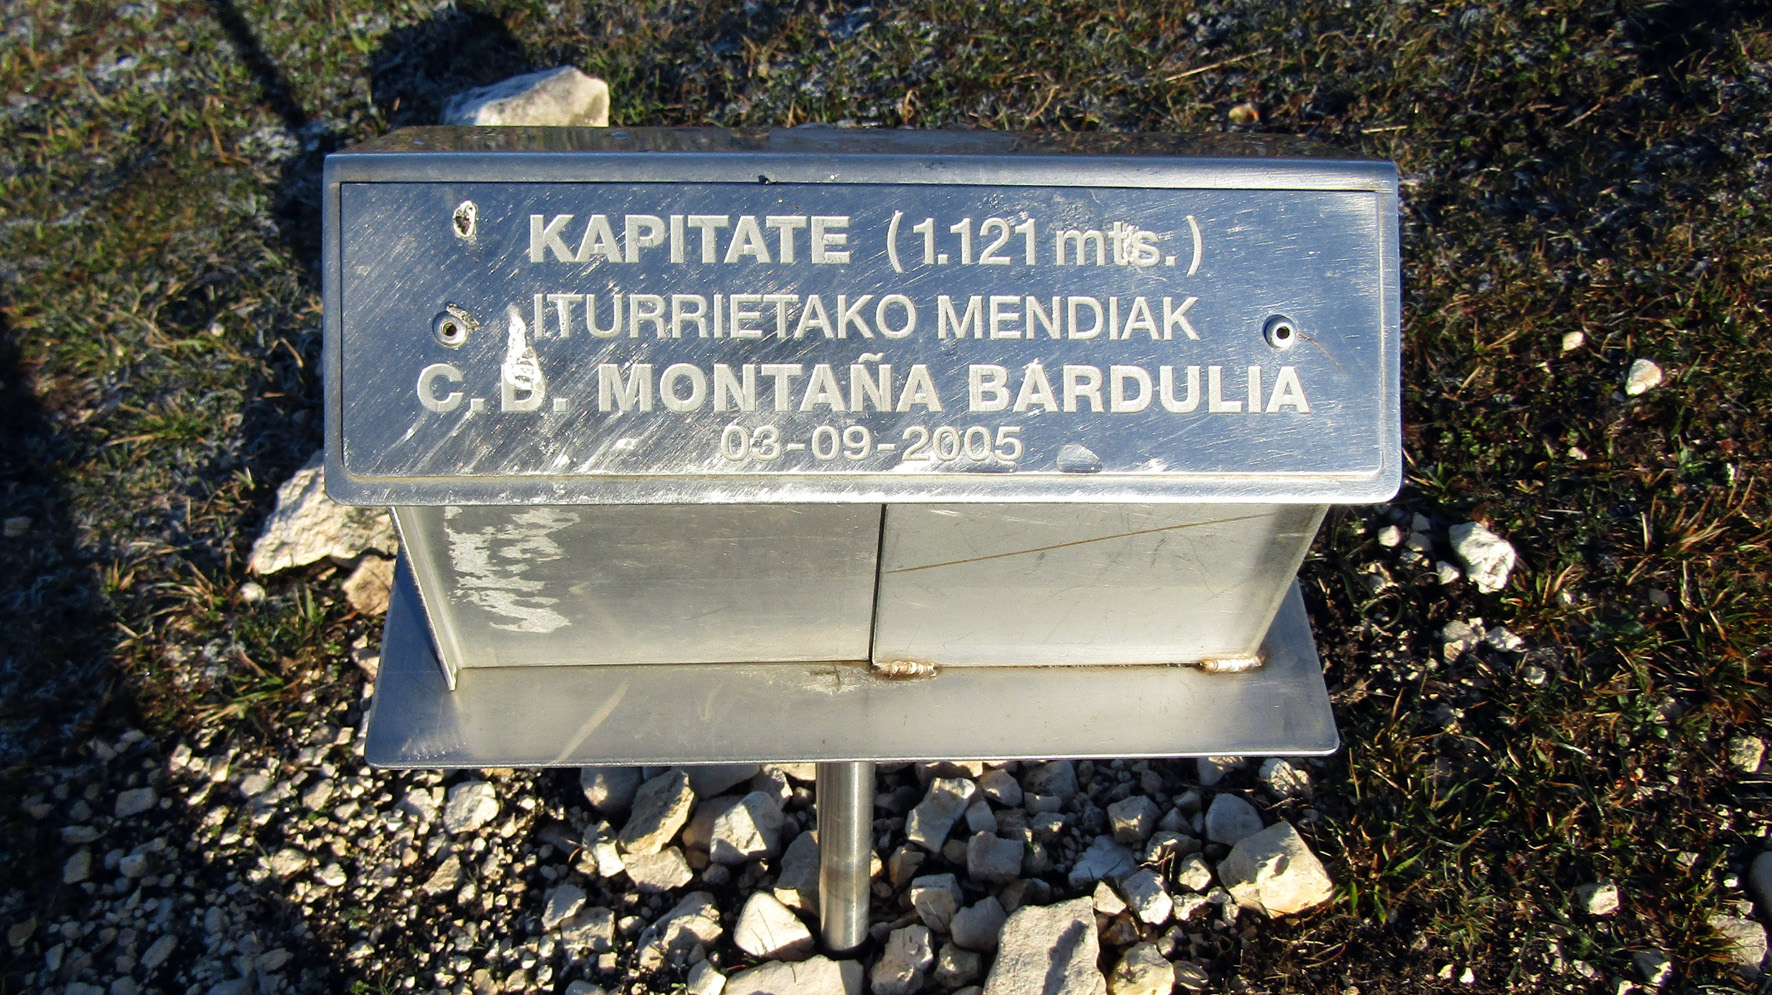 KAPITATE (1.121 mts.)
ITURRIETAKO MENDIAK
C.D. MONTAÑA BARDULIA
03-09-2005